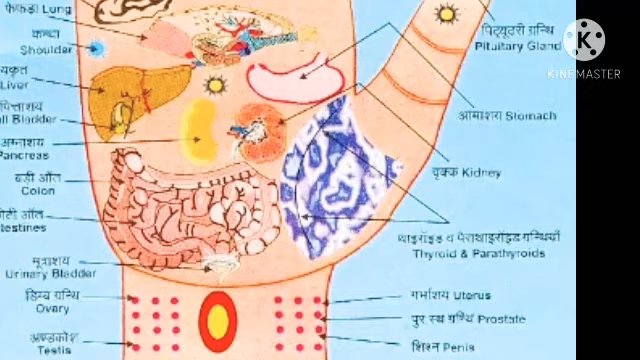 फेफड़ा Lung
कन्धा
Shoulder
यकृत
Liver
पित्ताशय
ll Bladder
अग्नाशय
Pancreas
बड़ी आँत
Colon
छोटी आँत
testines
मूत्राशय
Urinary Bladder
डिम्ब ग्रन्थि
Ovary
अण्डकोश
Testis
पिट्यूटरी ग्रन्थि
Pituitary Gland
KINEMASTER
आमाशय Stomach
वृक्क Kidney
थाइरॉइड व पैराथाइरॉइड ग्रन्थियाँ
Thyroid & Parathyroids
गर्भाशय Uterus
पुरःस्थ ग्रन्थि Prostate
शिश्न Penis